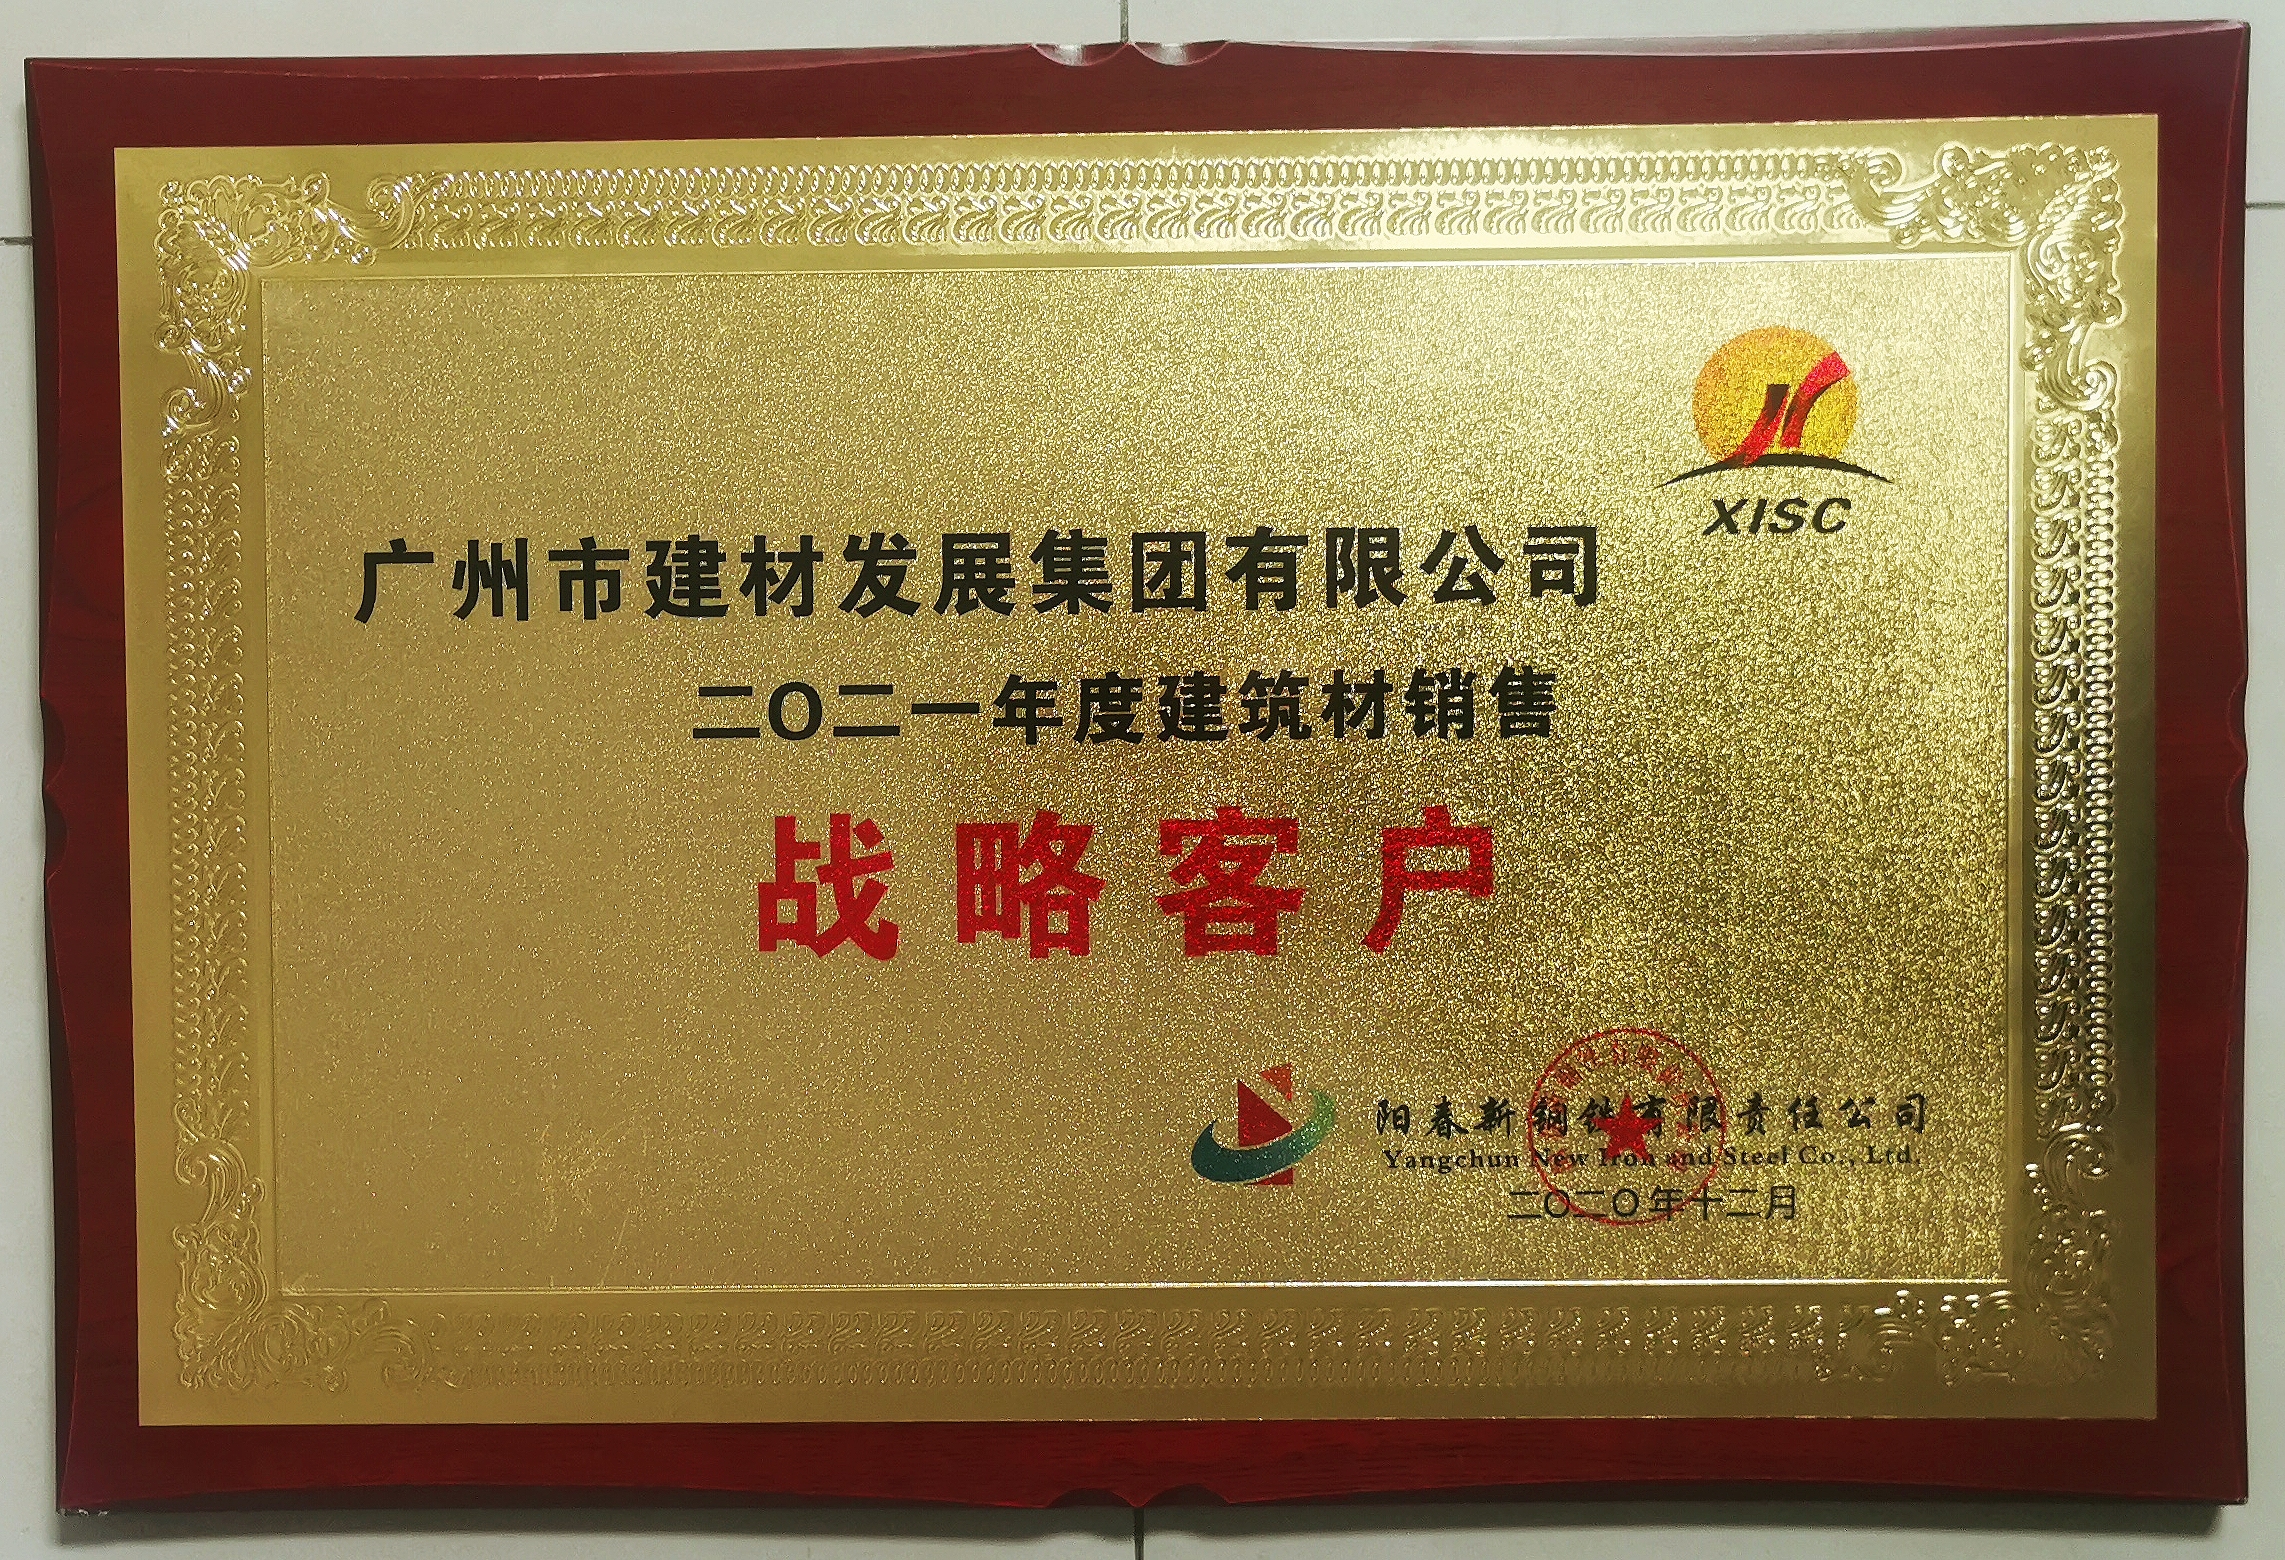 XISC
广州市建材发展集团有限公司
二〇二一年度建筑材销售
战略客户
阳春新钢铁有限责任公司
Yangchun New Iron and Steel Co., Ltd.
二〇二〇年十二月